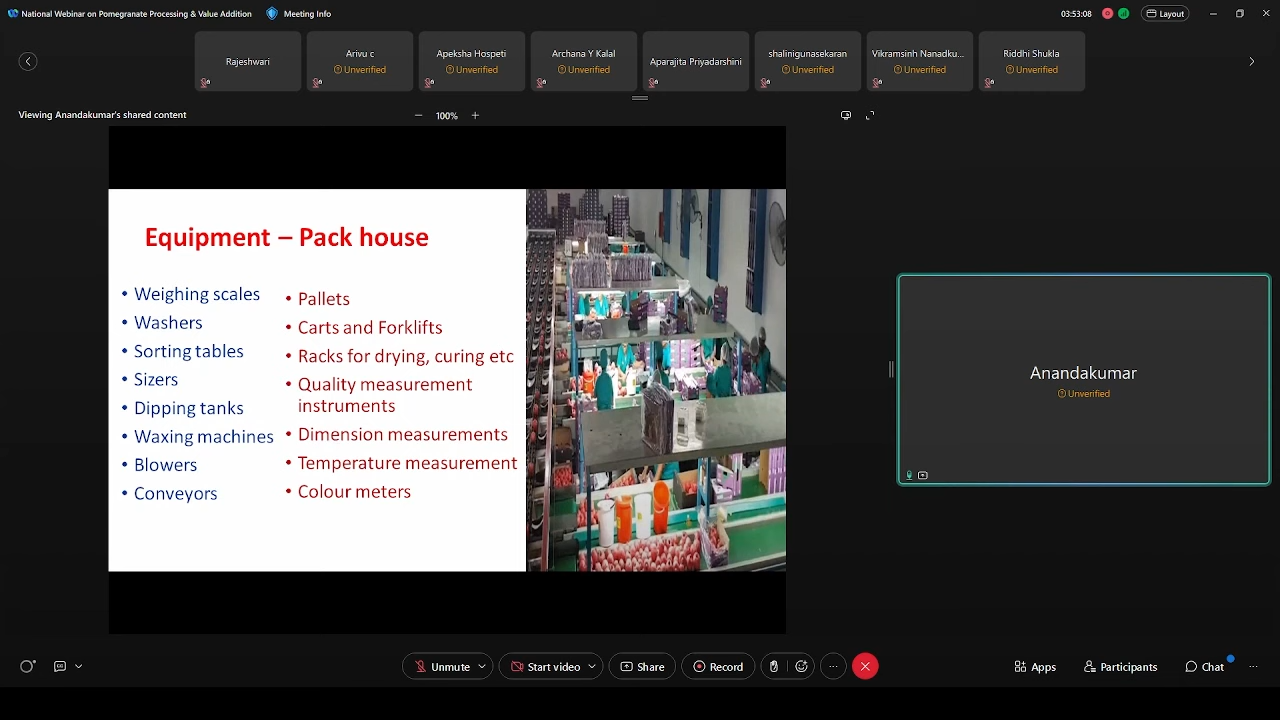 National Webinar on Pomegranate Processing & Value Addition
Meeting Info
03:53:08
Layout
Rajeshwari
Arivu c
Unverified
Apeksha Hospeti
Unverified
Archana Y Kalal
Unverified
Aparajita Priyadarshini
shalinigunasekaran
Unverified
Vikramsinh Nanadku...
Unverified
Riddhi Shukla
Unverified
Viewing Anandakumar's shared content
100%
Equipment – Pack house
• Weighing scales
• Washers
• Sorting tables
• Sizers
• Dipping tanks
• Waxing machines
• Blowers
• Conveyors
• Pallets
• Carts and Forklifts
• Racks for drying, curing etc
• Quality measurement
instruments
• Dimension measurements
• Temperature measurement
• Colour meters
Anandakumar
Unverified
Unmute
Start video
Share
Record
Apps
Participants
Chat